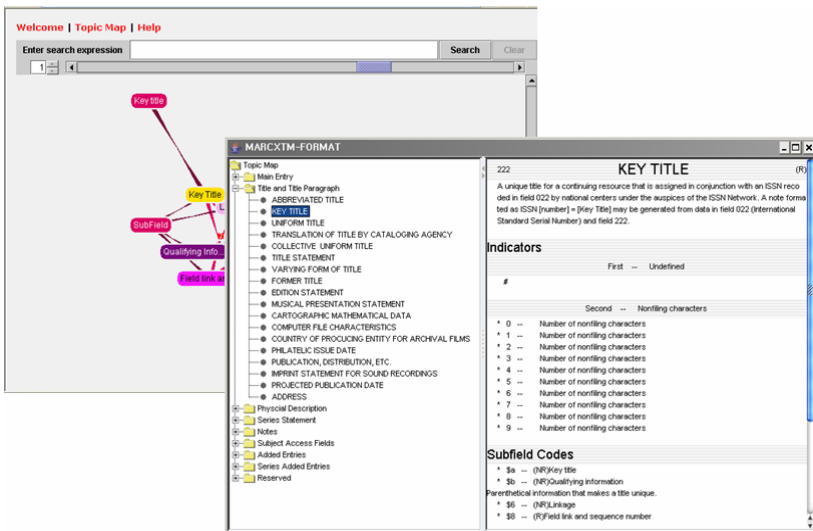 Welcome | Topic Map | Help
Enter search expression
Search
Clear
1
Key title
Key Title
SubField
Qualifying Info...
Field link a
MARCXTM-FORMAT
Topic Map
Main Entry
Title and Title Paragraph
ABBREVIATED TITLE
KEY TITLE
UNIFORM TITLE
TRANSLATION OF TITLE BY CATALOGING AGENCY
COLLECTIVE UNIFORM TITLE
TITLE STATEMENT
VARYING FORM OF TITLE
FORMER TITLE
EDITION STATEMENT
MUSICAL PRESENTATION STATEMENT
CARTOGRAPHIC MATHEMATICAL DATA
COMPUTER FILE CHARACTERISTICS
COUNTRY OF PROCUCING ENTITY FOR ARCHIVAL FILMS
PHILATELIC ISSUE DATE
PUBLICATION, DISTRIBUTION, ETC.
IMPRINT STATEMENT FOR SOUND RECORDINGS
PROJECTED PUBLICATION DATE
ADDRESS
Physcial Description
Series Statement
Notes
Subject Access Fields
Added Entries
Series Added Entries
Reserved
222 KEY TITLE (R)
A unique title for a continuing resource that is assigned in conjunction with an ISSN reco
ded in field 022 by national centers under the auspices of the ISSN Network. A note forma
ted as ISSN [number] = [Key Title] may be generated from data in field 022 (International
Standard Serial Number) and field 222.
Indicators
First -- Undefined
#
Second -- Nonfiling characters
* 0 -- Number of nonfiling characters
* 1 -- Number of nonfiling characters
* 2 -- Number of nonfiling characters
* 3 -- Number of nonfiling characters
* 4 -- Number of nonfiling characters
* 5 -- Number of nonfiling characters
* 6 -- Number of nonfiling characters
* 7 -- Number of nonfiling characters
* 8 -- Number of nonfiling characters
* 9 -- Number of nonfiling characters
Subfield Codes
* $a -- (NR)Key title
* $b -- (NR)Qualifying information
Parenthetical information that makes a title unique.
* $6 -- (NR)Linkage
* $8 -- (R)Field link and sequence number